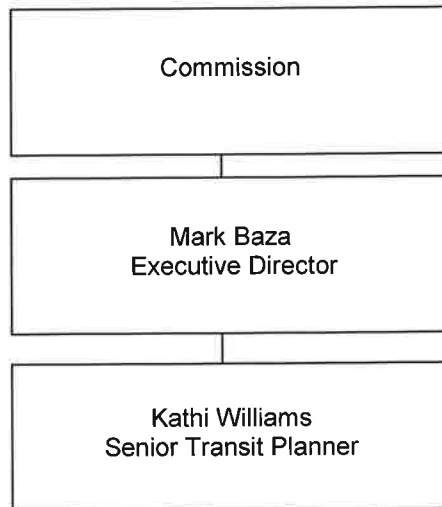 Commission
Mark Baza
Executive Director
Kathi Williams
Senior Transit Planner